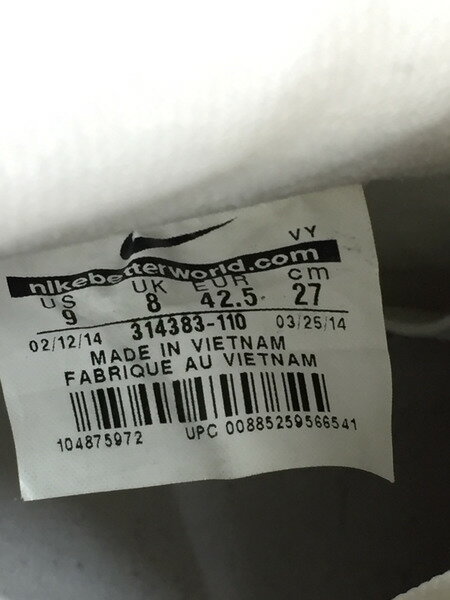 VY
nikebetterworld.com
US UK EUR cm
9 8 42.5 27
02/12/14 314383-110 03/25/14
MADE IN VIETNAM
FABRIQUE AU VIETNAM
104875972 UPC 00885259566541